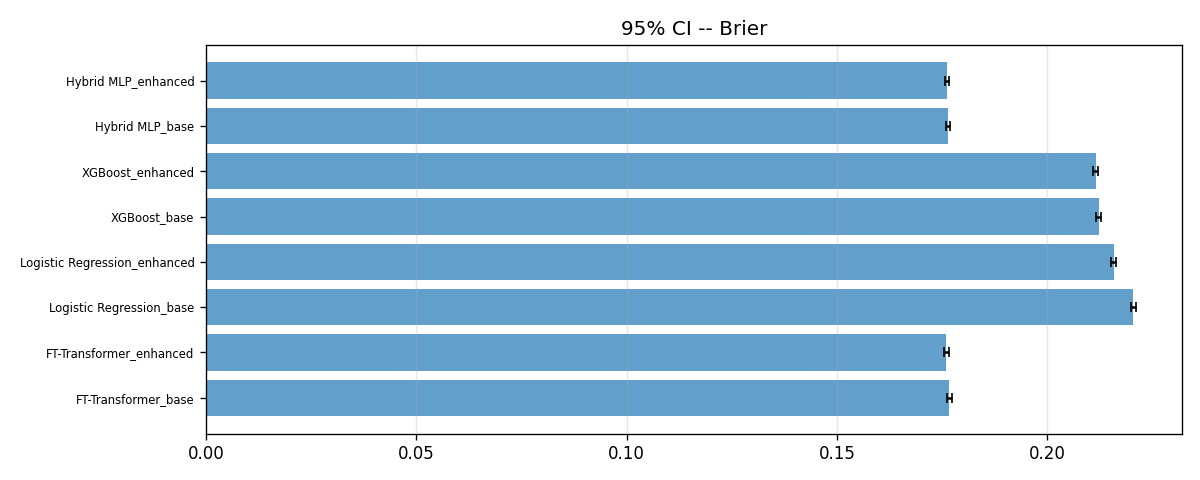 95% CI -- Brier
Hybrid MLP_enhanced
Hybrid MLP_base
XGBoost_enhanced
XGBoost_base
Logistic Regression_enhanced
Logistic Regression_base
FT-Transformer_enhanced
FT-Transformer_base
0.00 0.05 0.10 0.15 0.20